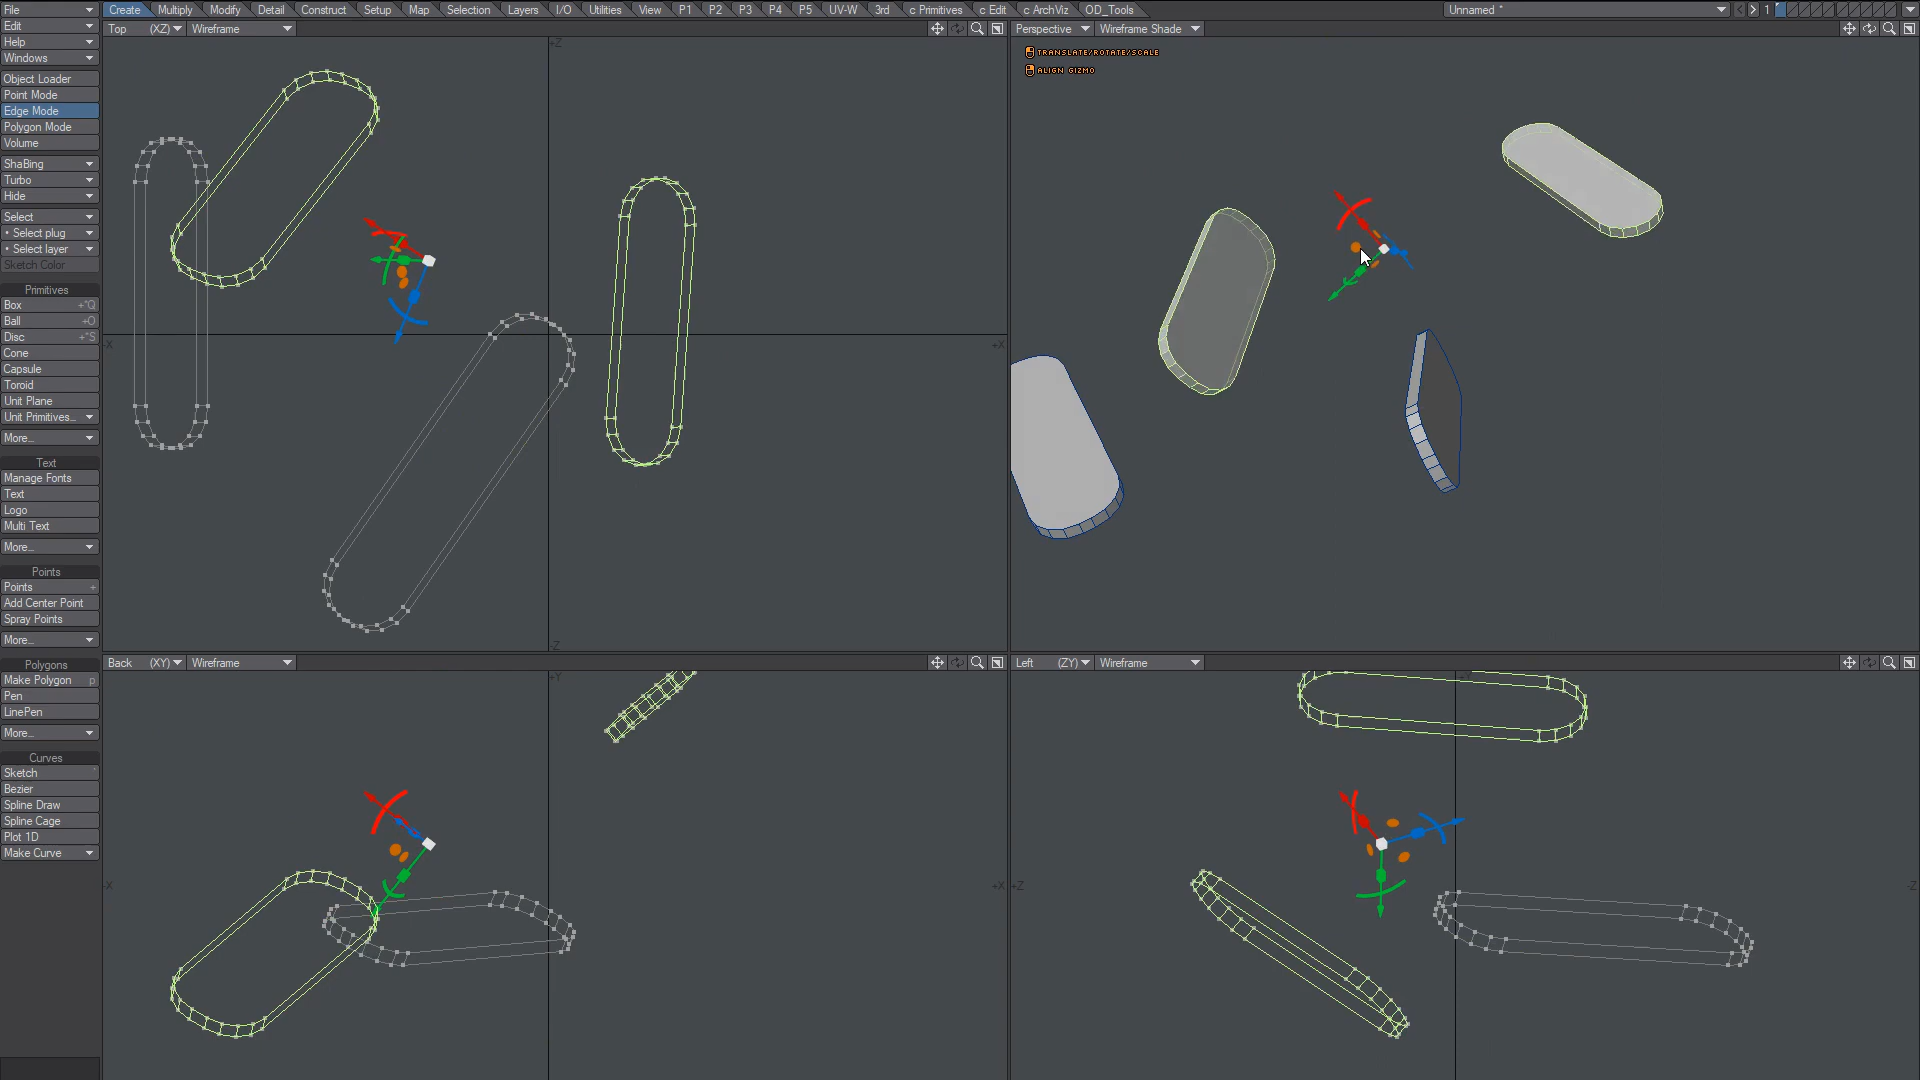 File
Create Multiply Modify Detail Construct Setup Map Selection Layers I/O Utilities View P1 P2 P3 P4 P5 UV-W 3rd c Primitives c Edit c ArchViz OD_Tools Unnamed * 1
Edit
Help
Windows
Top (XZ) Wireframe
Perspective Wireframe Shade
TRANSLATE/ROTATE/SCALE
ALIGN GIZMO
Object Loader
Point Mode
Edge Mode
Polygon Mode
Volume
ShaBing
Turbo
Hide
Select
• Select plug
• Select layer
Sketch Color
Primitives
Box +^Q
Ball +O
Disc +^S
Cone
Capsule
Toroid
Unit Plane
Unit Primitives...
More...
Text
Manage Fonts
Text
Logo
Multi Text
More...
Points
Points +
Add Center Point
Spray Points
More...
Polygons
Make Polygon p
Pen
LinePen
More...
Curves
Sketch
Bezier
Spline Draw
Spline Cage
Plot 1D
Make Curve
+Z
-X
+X
-Z
Back (XY) Wireframe
+Y
-X
+X
Left (ZY) Wireframe
+Z